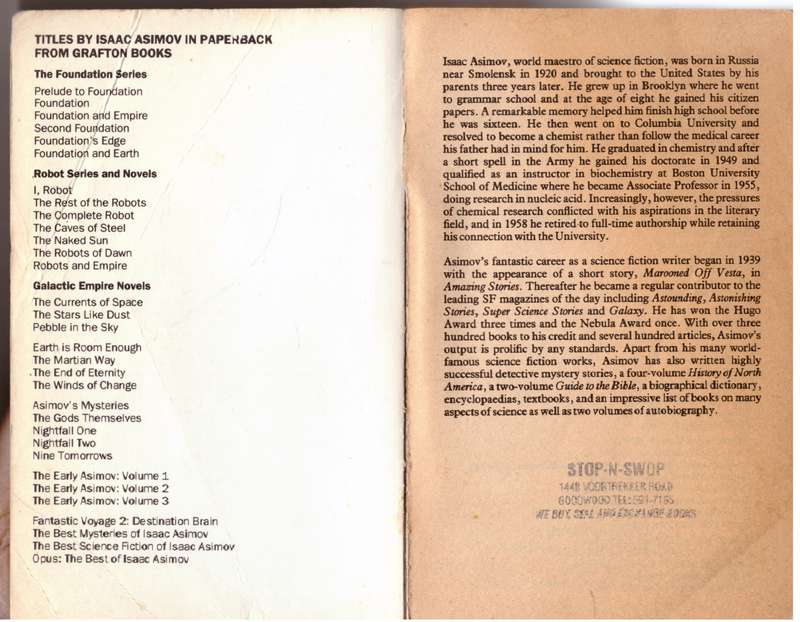 TITLES BY ISAAC ASIMOV IN PAPERBACK
FROM GRAFTON BOOKS
The Foundation Series
Prelude to Foundation
Foundation
Foundation and Empire
Second Foundation
Foundation's Edge
Foundation and Earth
Robot Series and Novels
I, Robot
The Rest of the Robots
The Complete Robot
The Caves of Steel
The Naked Sun
The Robots of Dawn
Robots and Empire
Galactic Empire Novels
The Currents of Space
The Stars Like Dust
Pebble in the Sky
Earth is Room Enough
The Martian Way
The End of Eternity
The Winds of Change
Asimov's Mysteries
The Gods Themselves
Nightfall One
Nightfall Two
Nine Tomorrows
The Early Asimov: Volume 1
The Early Asimov: Volume 2
The Early Asimov: Volume 3
Fantastic Voyage 2: Destination Brain
The Best Mysteries of Isaac Asimov
The Best Science Fiction of Isaac Asimov
Opus: The Best of Isaac Asimov
Isaac Asimov, world maestro of science fiction, was born in Russia
near Smolensk in 1920 and brought to the United States by his
parents three years later. He grew up in Brooklyn where he went
to grammar school and at the age of eight he gained his citizen
papers. A remarkable memory helped him finish high school before
he was sixteen. He then went on to Columbia University and
resolved to become a chemist rather than follow the medical career
his father had in mind for him. He graduated in chemistry and after
a short spell in the Army he gained his doctorate in 1949 and
qualified as an instructor in biochemistry at Boston University
School of Medicine where he became Associate Professor in 1955,
doing research in nucleic acid. Increasingly, however, the pressures
of chemical research conflicted with his aspirations in the literary
field, and in 1958 he retired to full-time authorship while retaining
his connection with the University.
Asimov's fantastic career as a science fiction writer began in 1939
with the appearance of a short story, Marooned Off Vesta, in
Amazing Stories. Thereafter he became a regular contributor to the
leading SF magazines of the day including Astounding, Astonishing
Stories, Super Science Stories and Galaxy. He has won the Hugo
Award three times and the Nebula Award once. With over three
hundred books to his credit and several hundred articles, Asimov's
output is prolific by any standards. Apart from his many world-
famous science fiction works, Asimov has also written highly
successful detective mystery stories, a four-volume History of North
America, a two-volume Guide to the Bible, a biographical dictionary,
encyclopaedias, textbooks, and an impressive list of books on many
aspects of science as well as two volumes of autobiography.
STOP-N-SWOP
VOORTREKKER ROAD
GOODWOOD TEL:
WE BUY, SELL AND EXCHANGE BOOKS